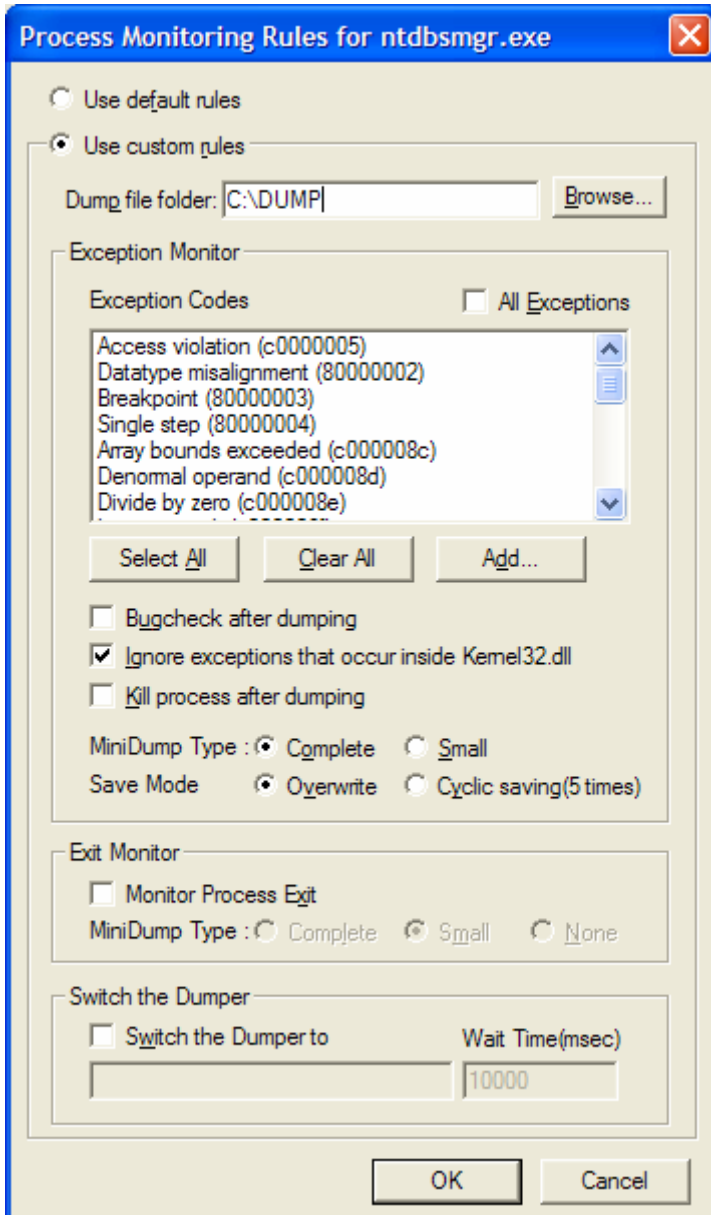 Process Monitoring Rules for ntdbsmgr.exe
Use default rules
Use custom rules
Dump file folder: C:\DUMP Browse...
Exception Monitor
Exception Codes All Exceptions
Access violation (c0000005)
Datatype misalignment (80000002)
Breakpoint (80000003)
Single step (80000004)
Array bounds exceeded (c000008c)
Denormal operand (c000008d)
Divide by zero (c000008e)
Select All Clear All Add...
Bugcheck after dumping
Ignore exceptions that occur inside Kernel32.dll
Kill process after dumping
MiniDump Type : Complete Small
Save Mode Overwrite Cyclic saving(5 times)
Exit Monitor
Monitor Process Exit
MiniDump Type : Complete Small None
Switch the Dumper
Switch the Dumper to Wait Time(msec)
10000
OK Cancel